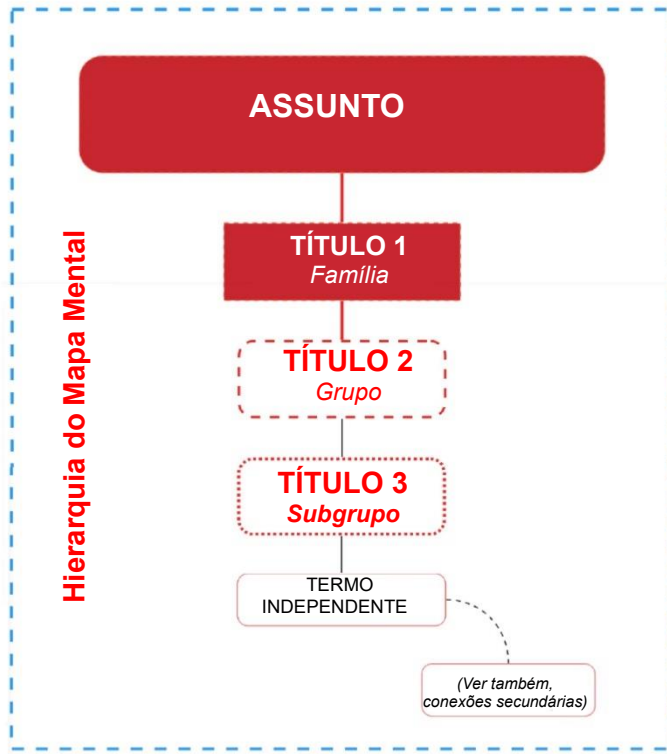 ASSUNTO
Hierarquia do Mapa Mental
TÍTULO 1
Família
TÍTULO 2
Grupo
TÍTULO 3
Subgrupo
TERMO
INDEPENDENTE
(Ver também,
conexões secundárias)